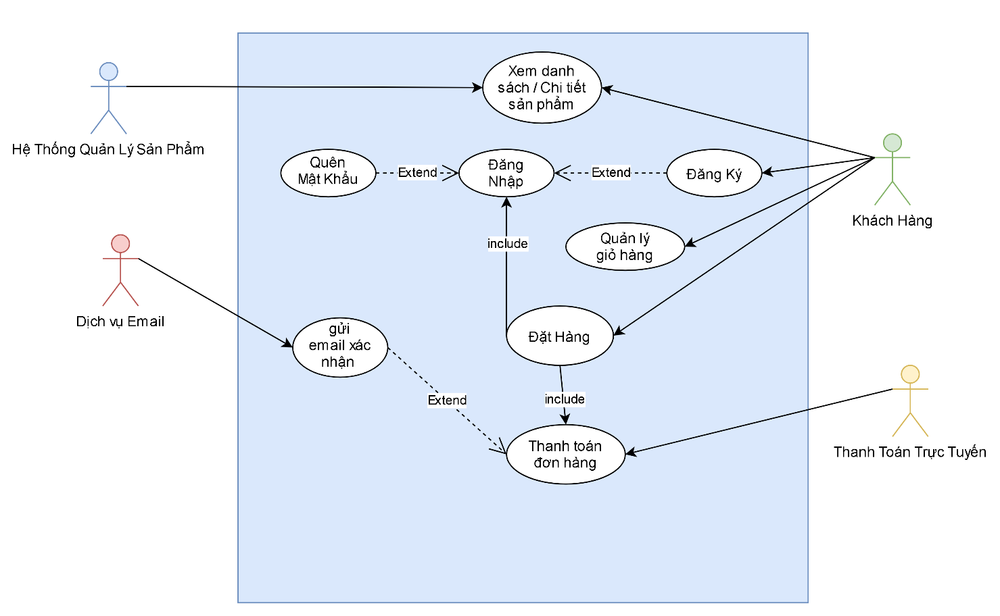 Xem danh
sách / Chi tiết
sản phẩm
Hệ Thống Quản Lý Sản Phẩm
Quên
Mật Khẩu
Extend
Đăng
Nhập
Extend
Đăng Ký
Khách Hàng
include
Quản lý
giỏ hàng
Dịch vụ Email
gửi
email xác
nhận
Đặt Hàng
Extend
include
Thanh toán
đơn hàng
Thanh Toán Trực Tuyến